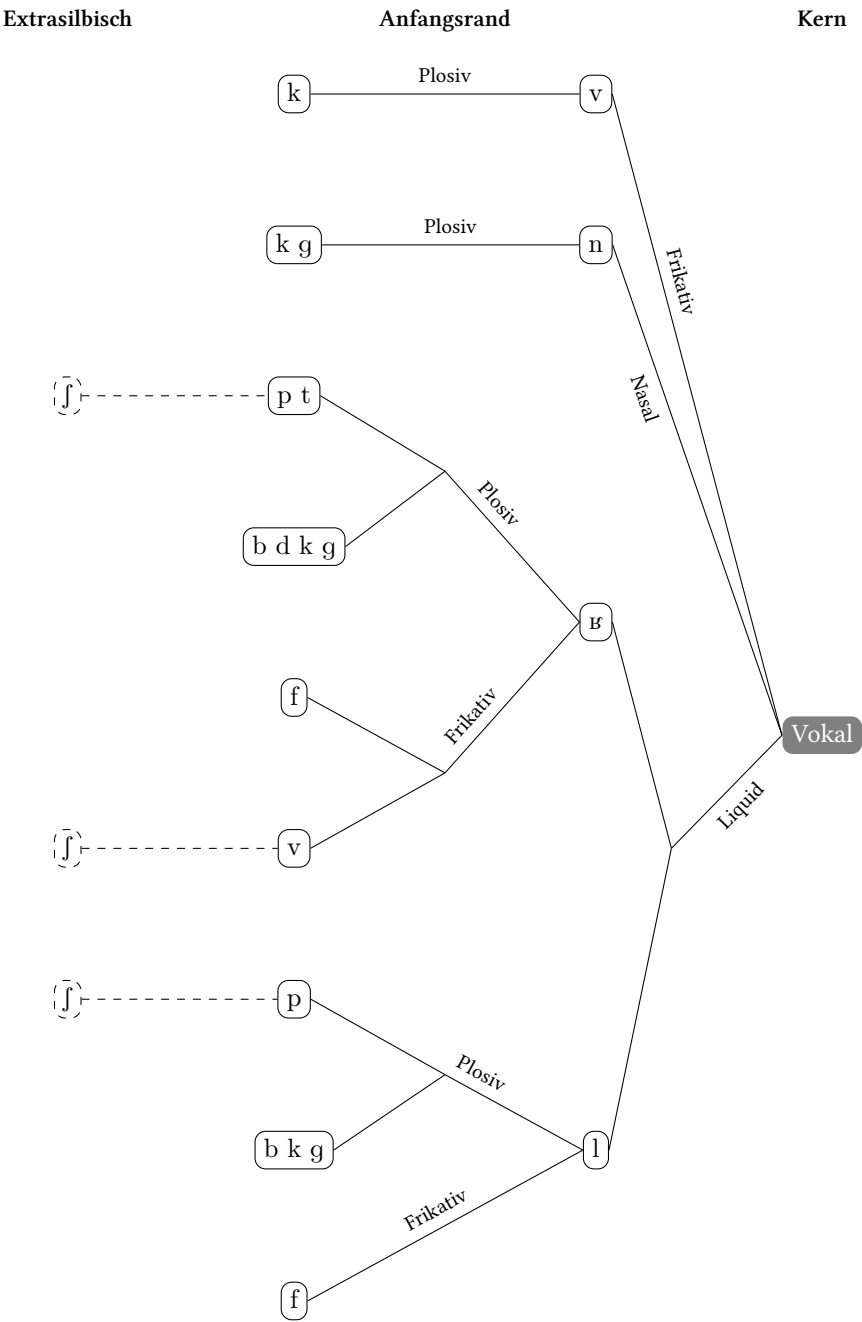 Extrasilbisch Anfangsrand Kern
Plosiv
k v
Plosiv
k g n
Frikativ
Nasal
ʃ p t
Plosiv
b d k g
ʁ
f
Frikativ
Vokal
Liquid
ʃ v
ʃ p
Plosiv
b k g l
Frikativ
f